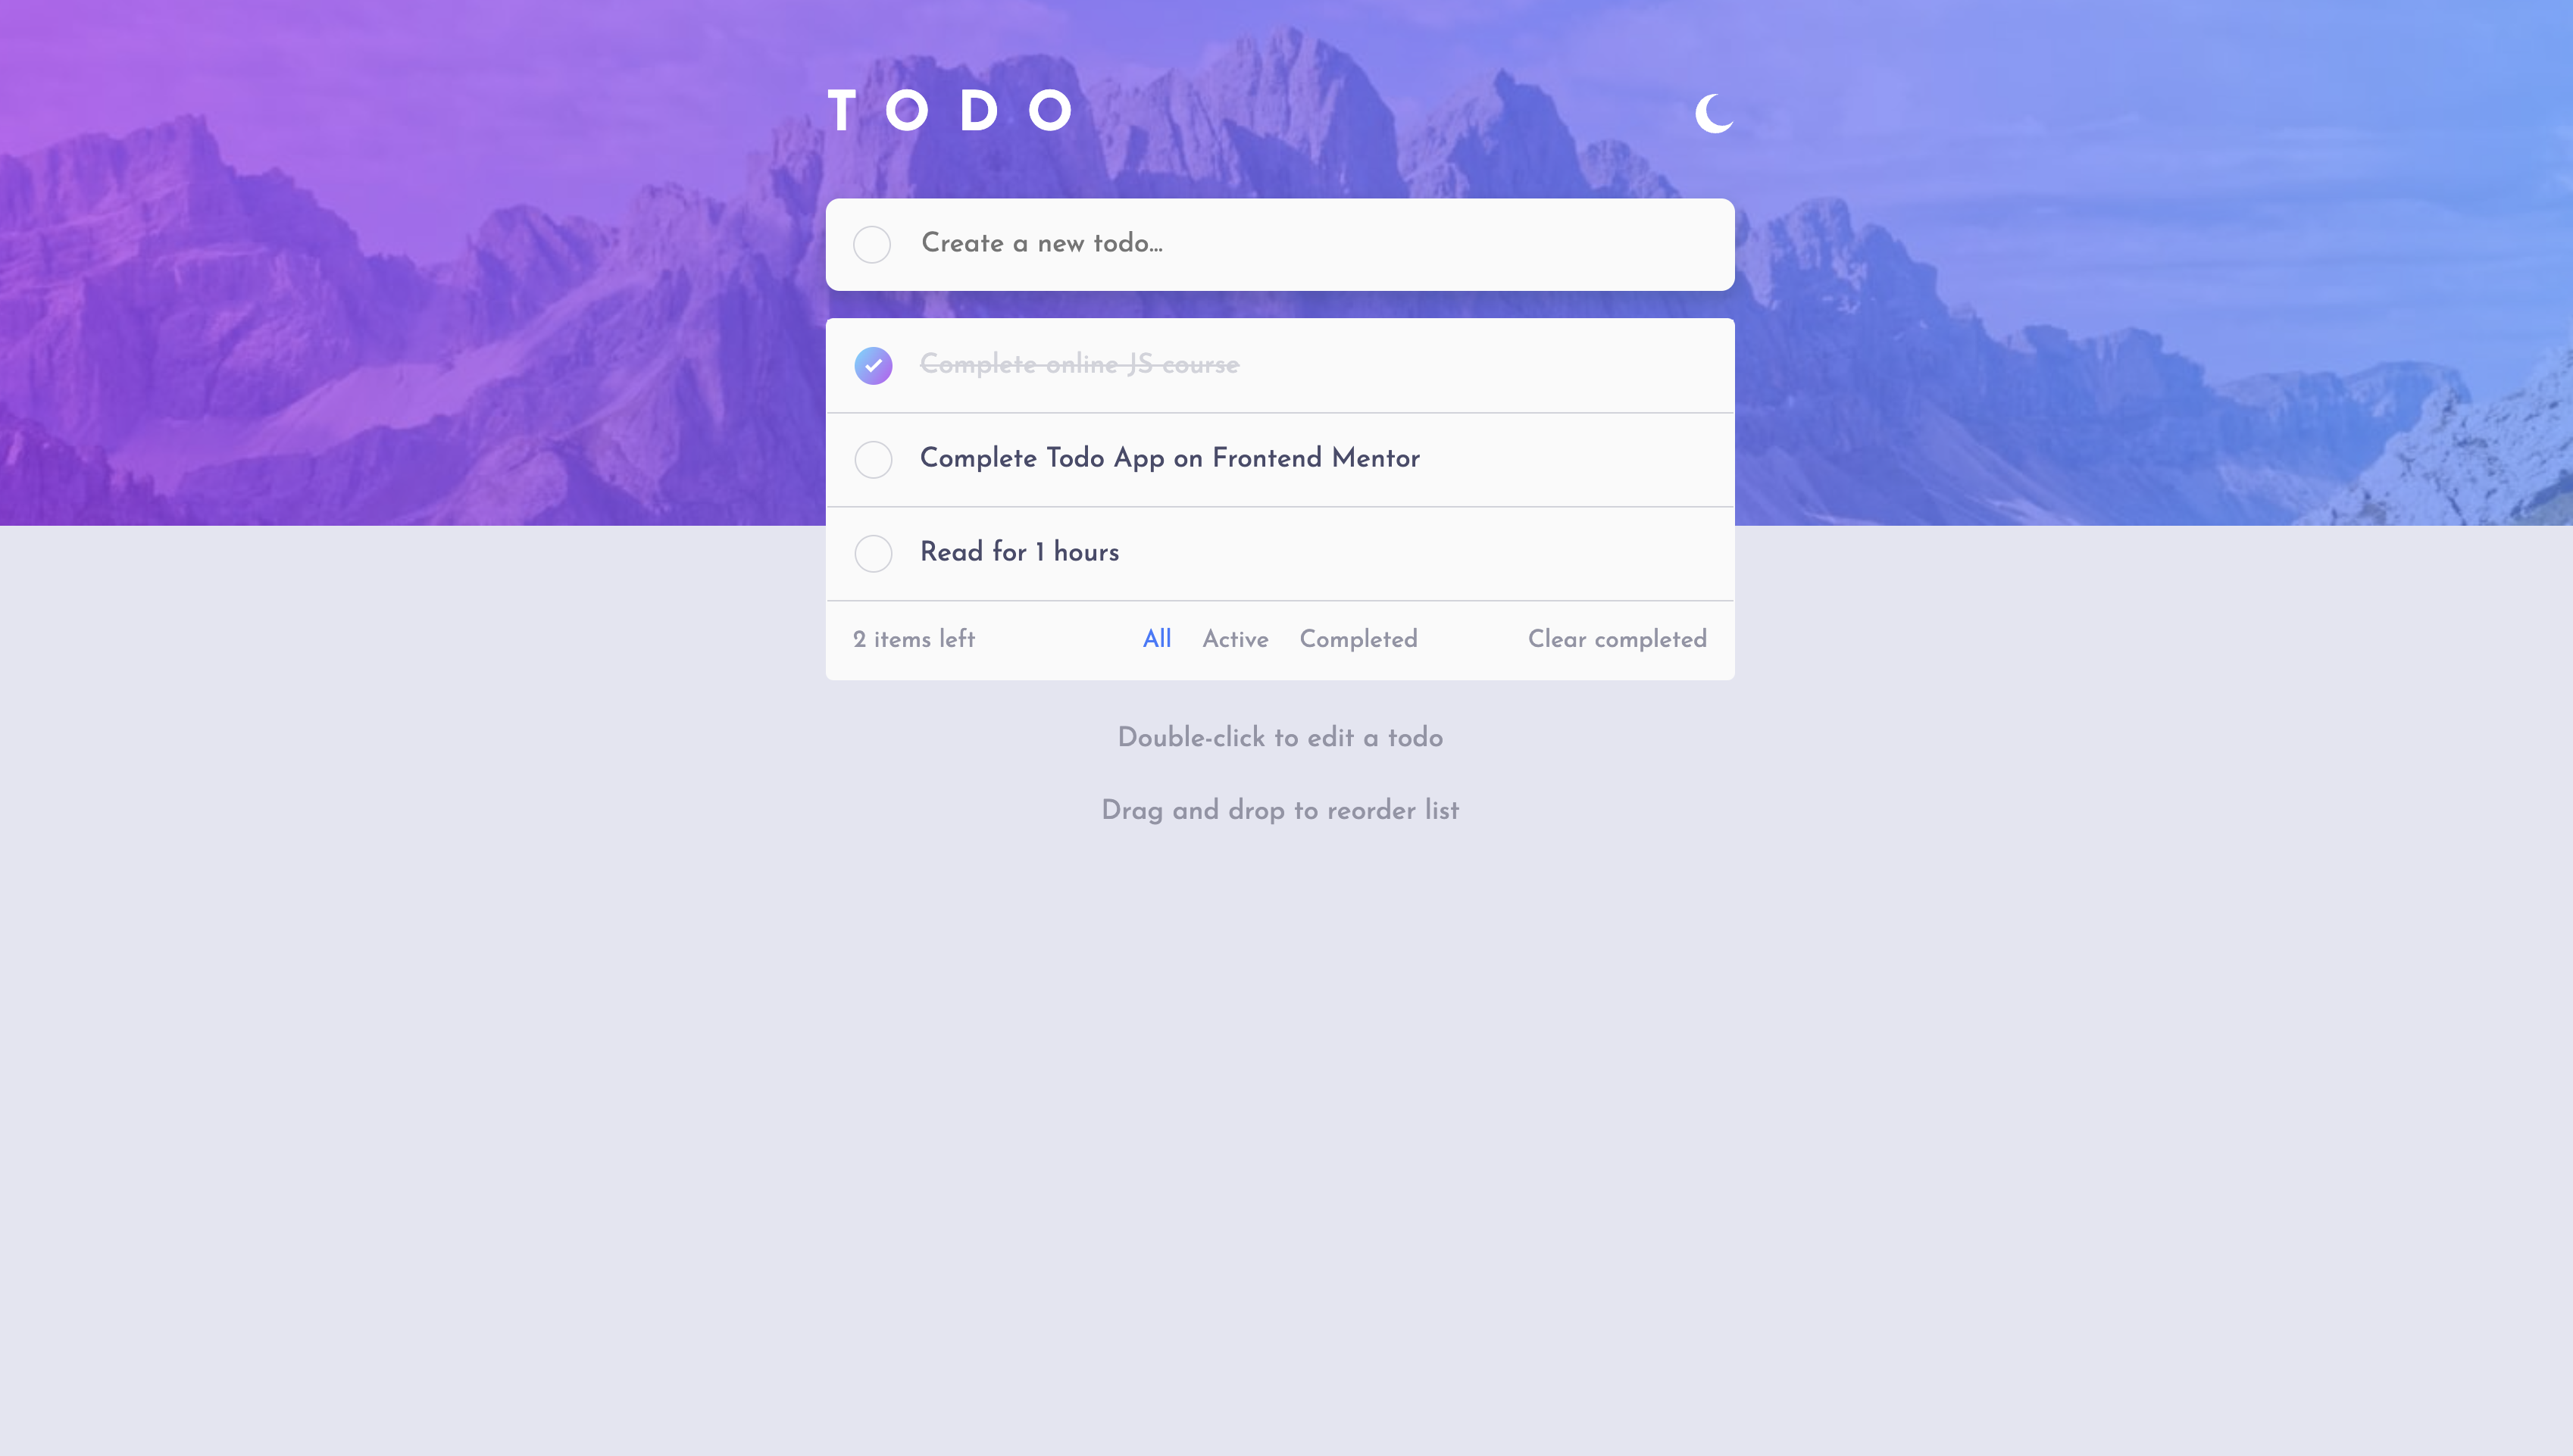 TODO
Create a new todo...
Complete online JS course
Complete Todo App on Frontend Mentor
Read for 1 hours
2 items left All Active Completed Clear completed
Double-click to edit a todo
Drag and drop to reorder list